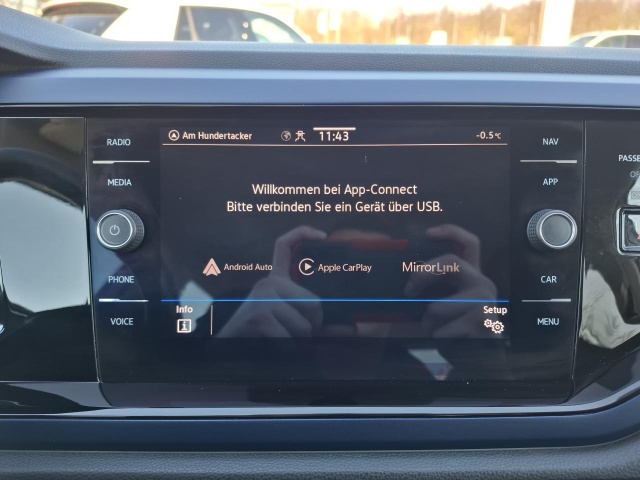 RADIO
MEDIA
PHONE
VOICE
Am Hundertacker
11:43
-0.5°C
Willkommen bei App-Connect
Bitte verbinden Sie ein Gerät über USB.
Android Auto
Apple CarPlay
MirrorLink
Info
Setup
NAV
APP
CAR
MENU